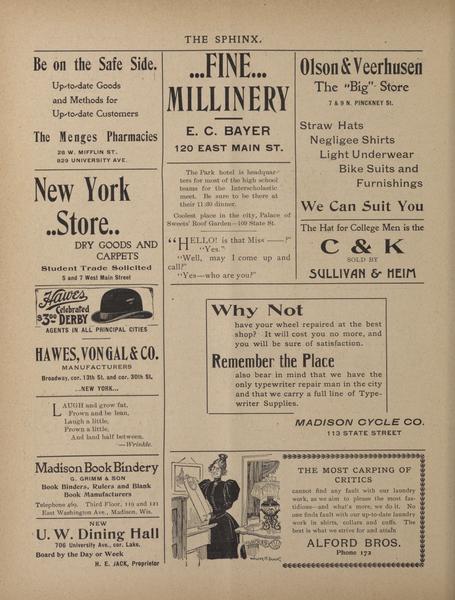 THE SPHINX.
Be on the Safe Side.
Up-to-date Goods
and Methods for
Up-to-date Customers
The Menges Pharmacies
26 W. MIFFLIN ST.
829 UNIVERSITY AVE.
New York
..Store..
DRY GOODS AND
CARPETS
Student Trade Solicited
5 and 7 West Main Street
Hawes
Celebrated
$3.00 DERBY
AGENTS IN ALL PRINCIPAL CITIES
HAWES, VON GAL & CO.
MANUFACTURERS
Broadway, cor. 13th St. and cor. 30th St,
...NEW YORK...
LAUGH and grow fat,
Frown and be lean,
Laugh a little,
Frown a little,
And land half between.
—Wrinkle.
Madison Book Bindery
G. GRIMM & SON
Book Binders, Rulers and Blank
Book Manufacturers
Telephone 469. Third Floor, 119 and 121
East Washington Ave., Madison, Wis.
NEW
U. W. Dining Hall
706 University Ave., cor. Lake.
Board by the Day or Week
H. E. JACK, Proprietor
...FINE...
MILLINERY
E. C. BAYER
120 EAST MAIN ST.
The Park hotel is headquar-
ters for most of the high school
teams for the Interscholastic
meet. Be sure to be there at
their 11:30 dinner.
Coolest place in the city, Palace of
Sweets' Roof Garden—109 State St.
"HELLO! is that Miss ——?"
"Yes."
"Well, may I come up and
call?"
"Yes—who are you?"
Olson & Veerhusen
The "Big" Store
7 & 9 N. PINCKNEY St.
Straw Hats
Negligee Shirts
Light Underwear
Bike Suits and
Furnishings
We Can Suit You
The Hat for College Men is the
C & K
SOLD BY
SULLIVAN & HEIM
Why Not
have your wheel repaired at the best
shop? It will cost you no more, and
you will be sure of satisfaction.
Remember the Place
also bear in mind that we have the
only typewriter repair man in the city
and that we carry a full line of Type-
writer Supplies.
MADISON CYCLE CO.
113 STATE STREET
THE MOST CARPING OF
CRITICS
cannot find any fault with our laundry
work, as we aim to please the most fas-
tidious—and what's more, we do it. No
one finds fault with our up-to-date laundry
work in shirts, collars and cuffs. The
best is what we strive for and attain
ALFORD BROS.
Phone 172